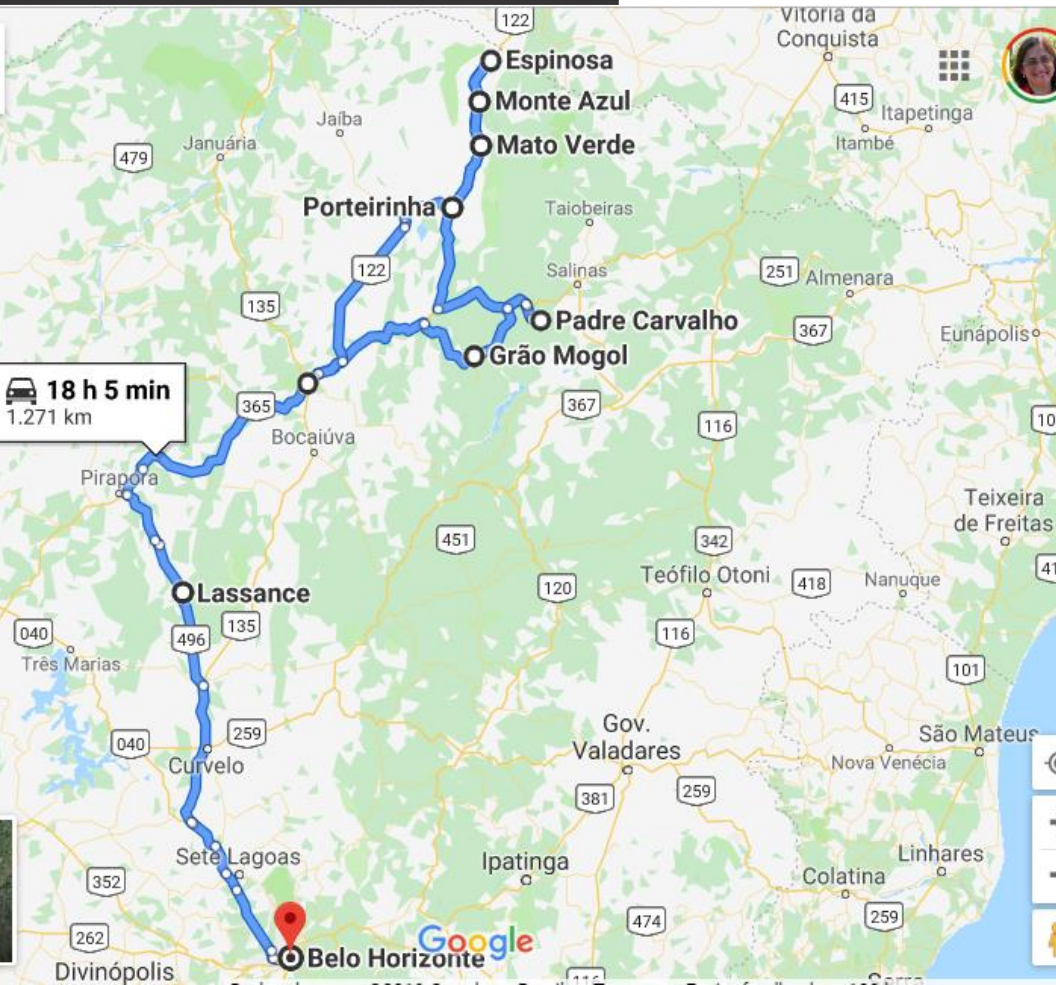 122
Vitória da
Conquista
Espinosa
415
Monte Azul
Itapetinga
Jaíba
Itambé
Januária
479
Mato Verde
Porteirinha
Taiobeiras
122
Salinas
251
Almenara
135
Padre Carvalho
367
Eunápolis
Grão Mogol
18 h 5 min
1.271 km
365
367
116
Bocaiúva
Pirapora
Teixeira
de Freitas
451
342
Teófilo Otoni
418
Nanuque
120
Lassance
040
496
135
116
Três Marias
101
Gov.
Valadares
São Mateus
040
259
Nova Venécia
Curvelo
381
259
Sete Lagoas
Ipatinga
Linhares
352
Colatina
474
259
262
Belo Horizonte
Google
Divinópolis